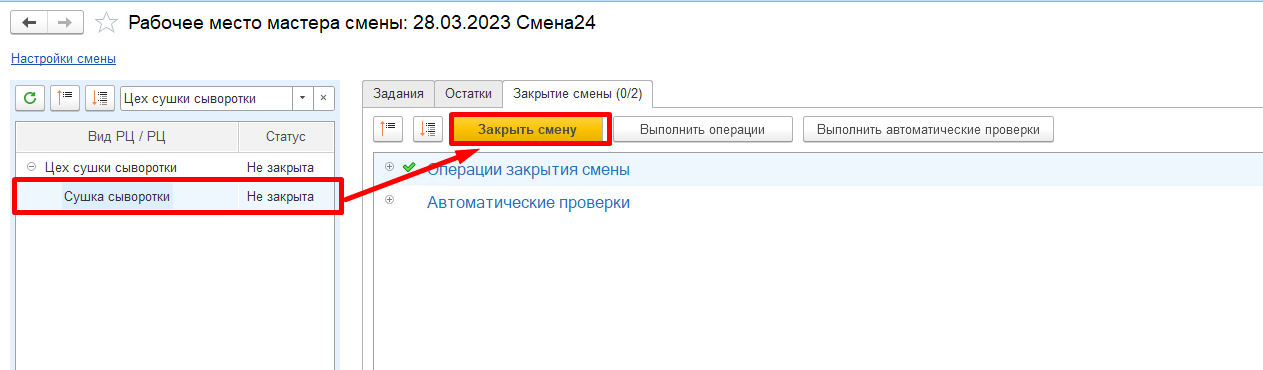 Рабочее место мастера смены: 28.03.2023 Смена24
Настройки смены
Цех сушки сыворотки
Вид РЦ / РЦ Статус
Цех сушки сыворотки Не закрыта
Сушка сыворотки Не закрыта
Задания Остатки Закрытие смены (0/2)
Закрыть смену Выполнить операции Выполнить автоматические проверки
Операции закрытия смены
Автоматические проверки